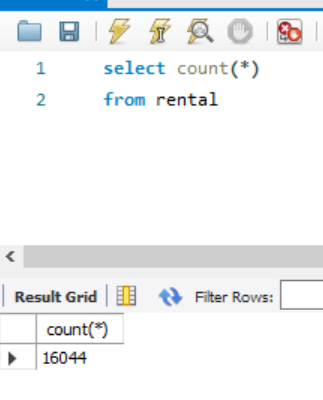 1 select count(*)
2 from rental
Result Grid Filter Rows:
count(*)
16044